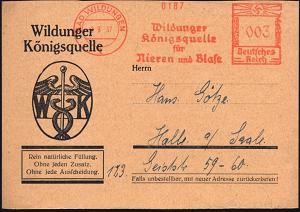 0187
BAD WILDUNGEN
Wildunger
Königsquelle
Wildunger
Königsquelle
für
Nieren und Blase
003
Deutsches
Reich
Herrn
Hans Götze
Halle a/ Saale
Geiststr 59-60
W K
Rein natürliche Füllung.
Ohne jeden Zusatz.
Ohne jede Ausscheidung.
Falls unbestellbar, mit neuer Adresse zurückerbeten!